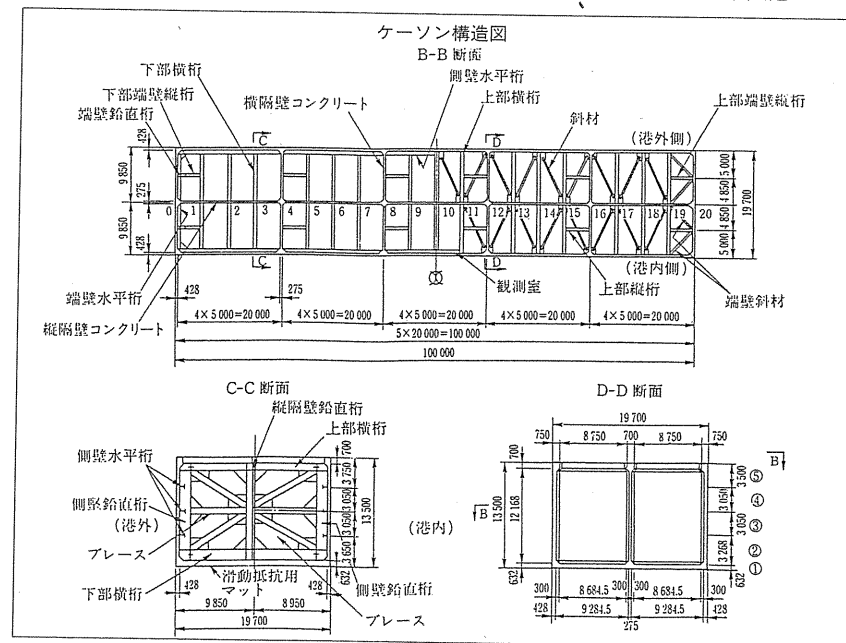 ケーソン構造図
B-B 断面
下部横桁
下部端壁縦桁
端壁鉛直桁
横隔壁コンクリート
側壁水平桁
上部横桁
斜材
上部端壁縦桁
(港外側)
C
D
428
9 850
275
9 850
428
0 1 2 3 4 5 6 7 8 9 10 11 12 13 14 15 16 17 18 19 20
5 000
4 850
4 850
5 000
19 700
C
D
(港内側)
観測室
上部縦桁
端壁斜材
端壁水平桁
縦隔壁コンクリート
428
275
4×5 000=20 000
4×5 000=20 000
4×5 000=20 000
4×5 000=20 000
4×5 000=20 000
5×20 000=100 000
100 000
C-C 断面
縦隔壁鉛直桁
上部横桁
側壁水平桁
側壁鉛直桁
(港外)
ブレース
下部横桁
滑動抵抗用
マット
(港内)
側壁鉛直桁
ブレース
700
3 750
3 050
3 050
3 650
632
13 500
428
428
9 850
8 950
19 700
D-D 断面
19 700
750
8 750
700
8 750
750
700
13 500
12 168
632
B
B
3 500
3 050
3 050
3 268
632
⑤
④
③
②
①
300
8 684.5
300
300
8 684.5
300
428
9 284.5
9 284.5
428
275